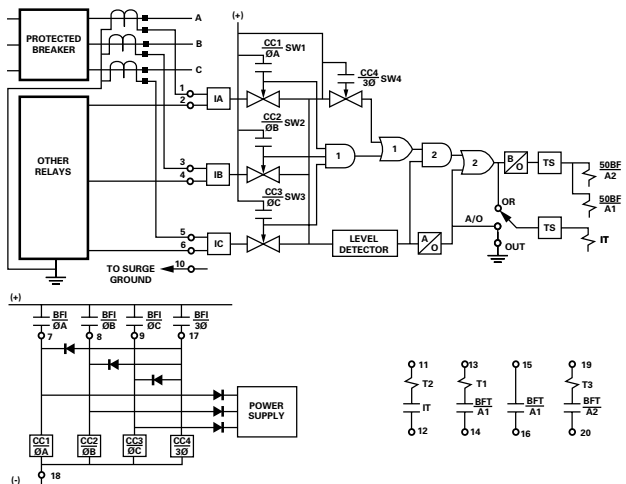 PROTECTED
BREAKER
A
B
C
(+)
CC1
ØA
SW1
CC4
3Ø
SW4
1
2
IA
CC2
ØB
SW2
OTHER
RELAYS
3
4
IB
CC3
ØC
SW3
1
1
2
2
B
O
TS
50BF
A2
50BF
A1
OR
5
6
IC
LEVEL
DETECTOR
A
O
A/O
OUT
TS
IT
TO SURGE
GROUND
10
(+)
BFI
ØA
BFI
ØB
BFI
ØC
BFI
3Ø
7
8
9
17
POWER
SUPPLY
CC1
ØA
CC2
ØB
CC3
ØC
CC4
3Ø
(-)
18
11
13
15
19
T2
T1
T3
IT
BFT
A1
BFT
A1
BFT
A2
12
14
16
20